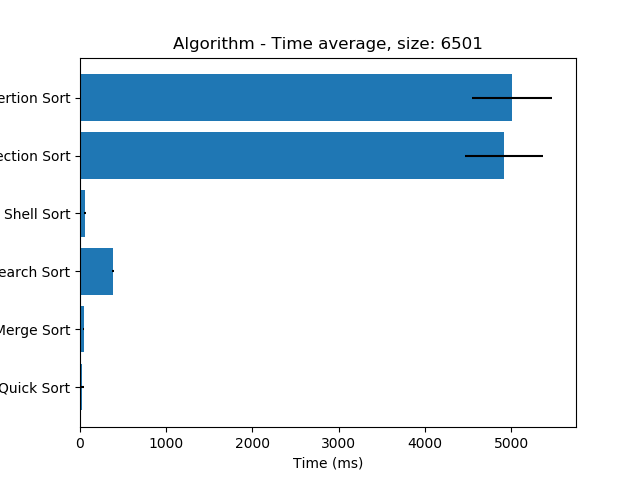 Algorithm - Time average, size: 6501
ertion Sort
ection Sort
Shell Sort
earch Sort
Merge Sort
Quick Sort
0 1000 2000 3000 4000 5000
Time (ms)